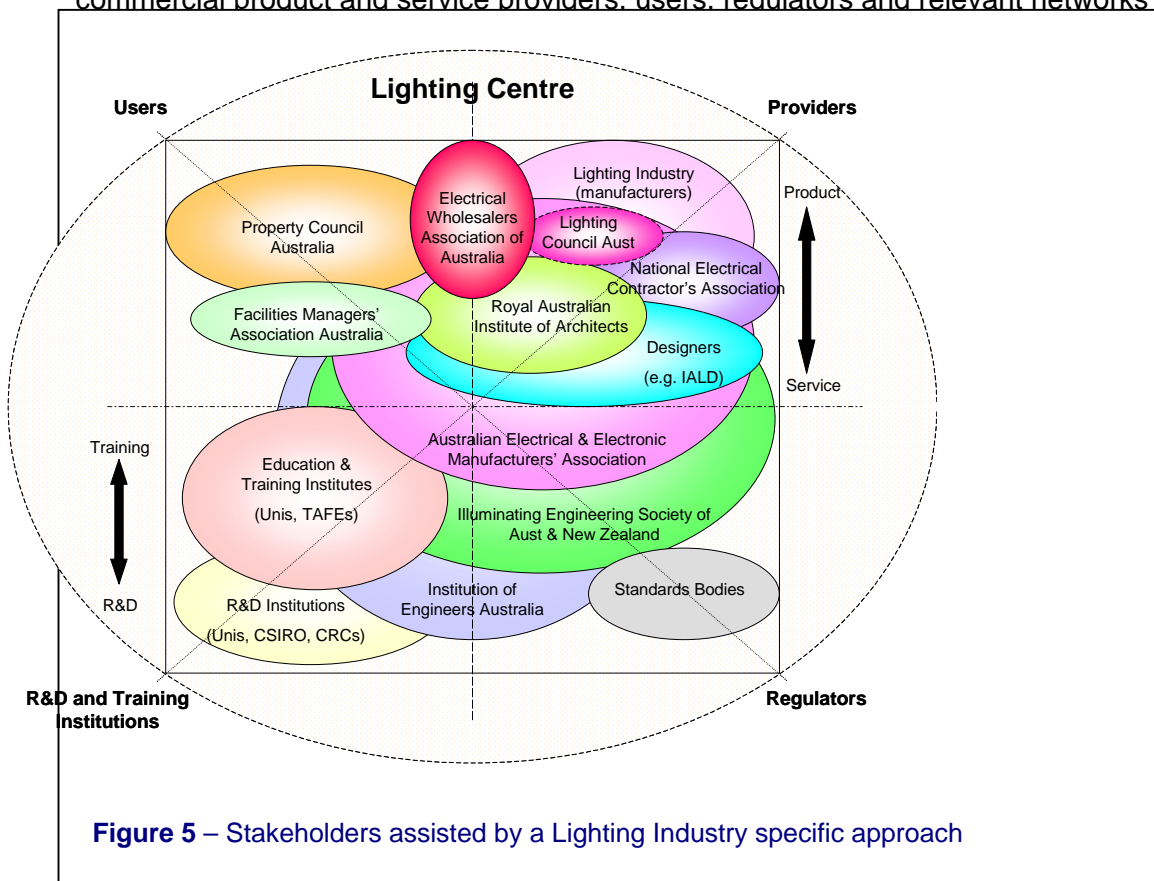 commercial product and service providers, users, regulators and relevant networks
Lighting Centre
Users
Providers
Lighting Industry
(manufacturers)
Product
Electrical
Wholesalers
Association of
Australia
Property Council
Australia
Lighting
Council Aust
National Electrical
Contractor's Association
Facilities Managers'
Association Australia
Royal Australian
Institute of Architects
Designers
(e.g. IALD)
Service
Training
Australian Electrical & Electronic
Manufacturers' Association
Education &
Training Institutes
(Unis, TAFEs)
Illuminating Engineering Society of
Aust & New Zealand
R&D
R&D Institutions
(Unis, CSIRO, CRCs)
Institution of
Engineers Australia
Standards Bodies
R&D and Training
Institutions
Regulators
Figure 5 – Stakeholders assisted by a Lighting Industry specific approach